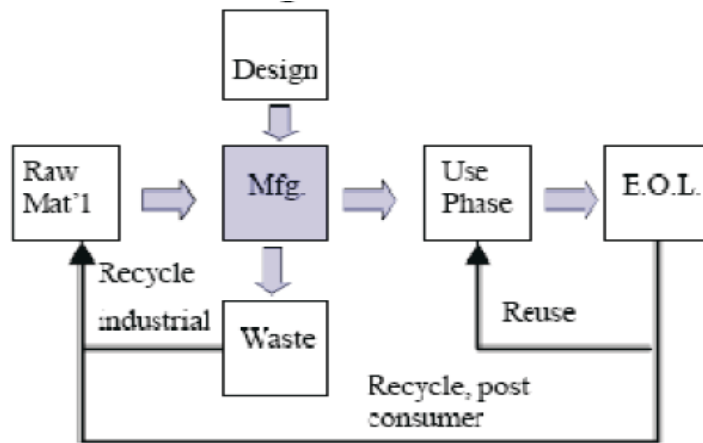 Design
Raw
Mat'l
Mfg.
Use
Phase
E.O.L.
Recycle
industrial
Waste
Reuse
Recycle, post
consumer